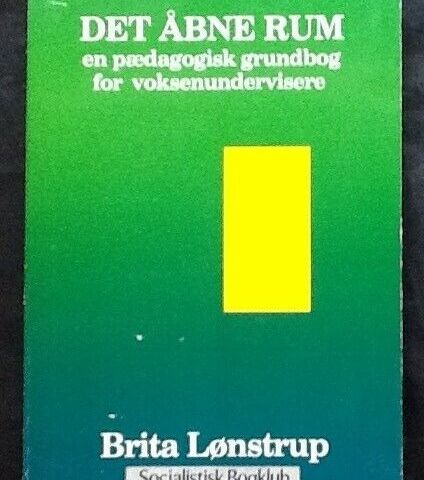 DET ÅBNE RUM
en pædagogisk grundbog
for voksenundervisere
Brita Lønstrup
Socialistisk Bogklub